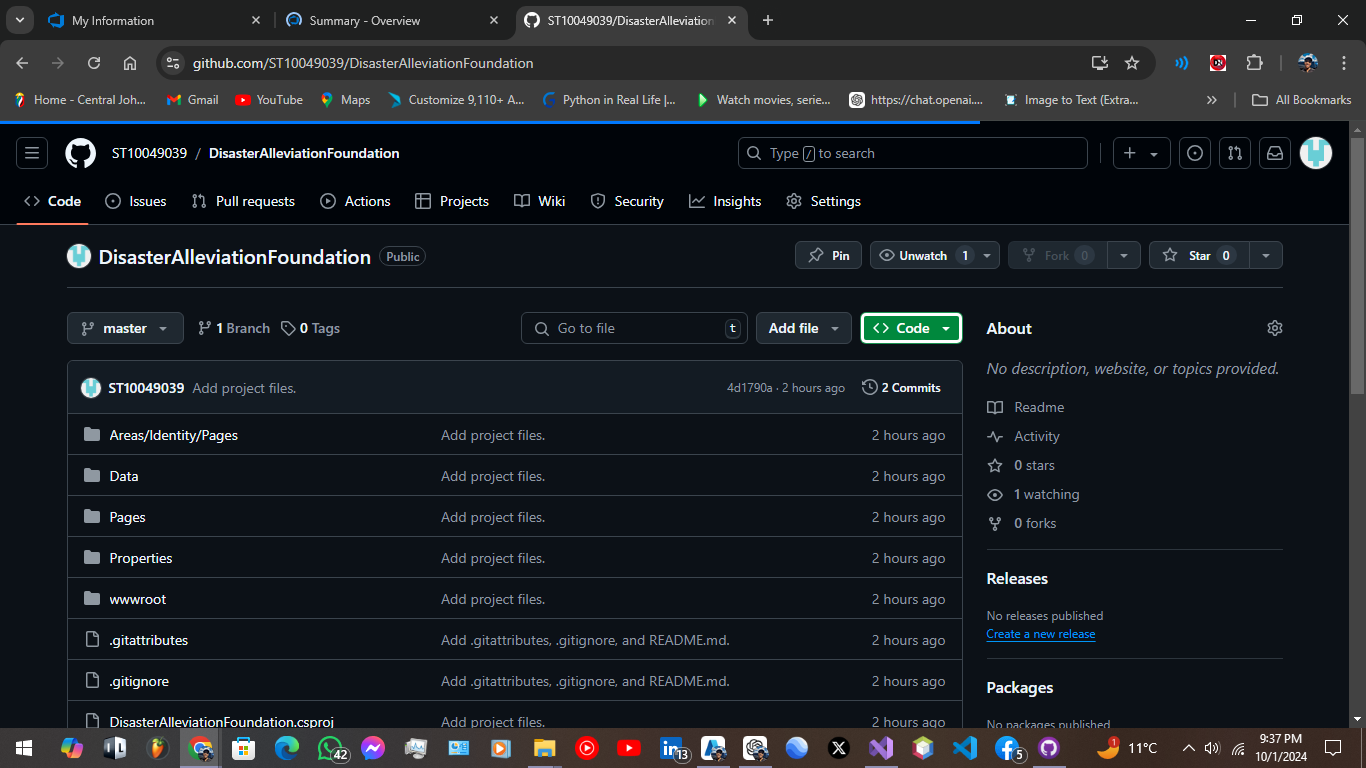 My Information
Summary - Overview
ST10049039/DisasterAlleviation
github.com/ST10049039/DisasterAlleviationFoundation
Home - Central Joh...
Gmail
YouTube
Maps
Customize 9,110+ A...
Python in Real Life |...
Watch movies, serie...
https://chat.openai....
Image to Text (Extra...
All Bookmarks
ST10049039 / DisasterAlleviationFoundation
Type / to search
Code
Issues
Pull requests
Actions
Projects
Wiki
Security
Insights
Settings
DisasterAlleviationFoundation Public
Pin
Unwatch 1
Fork 0
Star 0
master
1 Branch
0 Tags
Go to file t
Add file
Code
ST10049039 Add project files. 4d1790a · 2 hours ago 2 Commits
Areas/Identity/Pages Add project files. 2 hours ago
Data Add project files. 2 hours ago
Pages Add project files. 2 hours ago
Properties Add project files. 2 hours ago
wwwroot Add project files. 2 hours ago
.gitattributes Add .gitattributes, .gitignore, and README.md. 2 hours ago
.gitignore Add .gitattributes, .gitignore, and README.md. 2 hours ago
DisasterAlleviationFoundation.csproj Add project files. 2 hours ago
About
No description, website, or topics provided.
Readme
Activity
0 stars
1 watching
0 forks
Releases
No releases published
Create a new release
Packages
No packages published
42
13
5
1
11°C
9:37 PM
10/1/2024